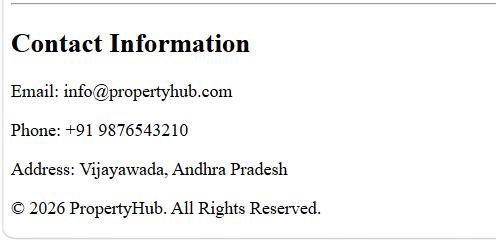 Contact Information
Email: info@propertyhub.com
Phone: +91 9876543210
Address: Vijayawada, Andhra Pradesh
© 2026 PropertyHub. All Rights Reserved.